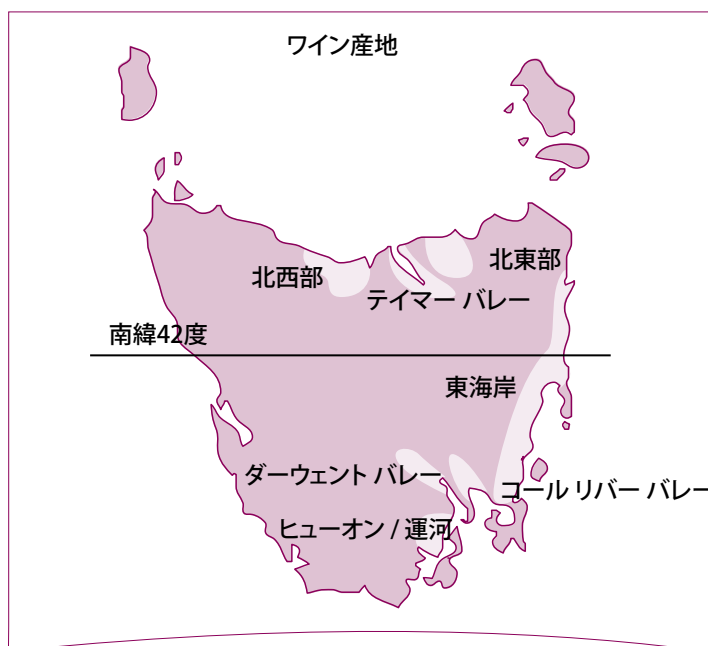 ワイン産地
北西部
北東部
テイマー バレー
南緯42度
東海岸
ダーウェント バレー
コール リバー バレー
ヒューオン / 運河